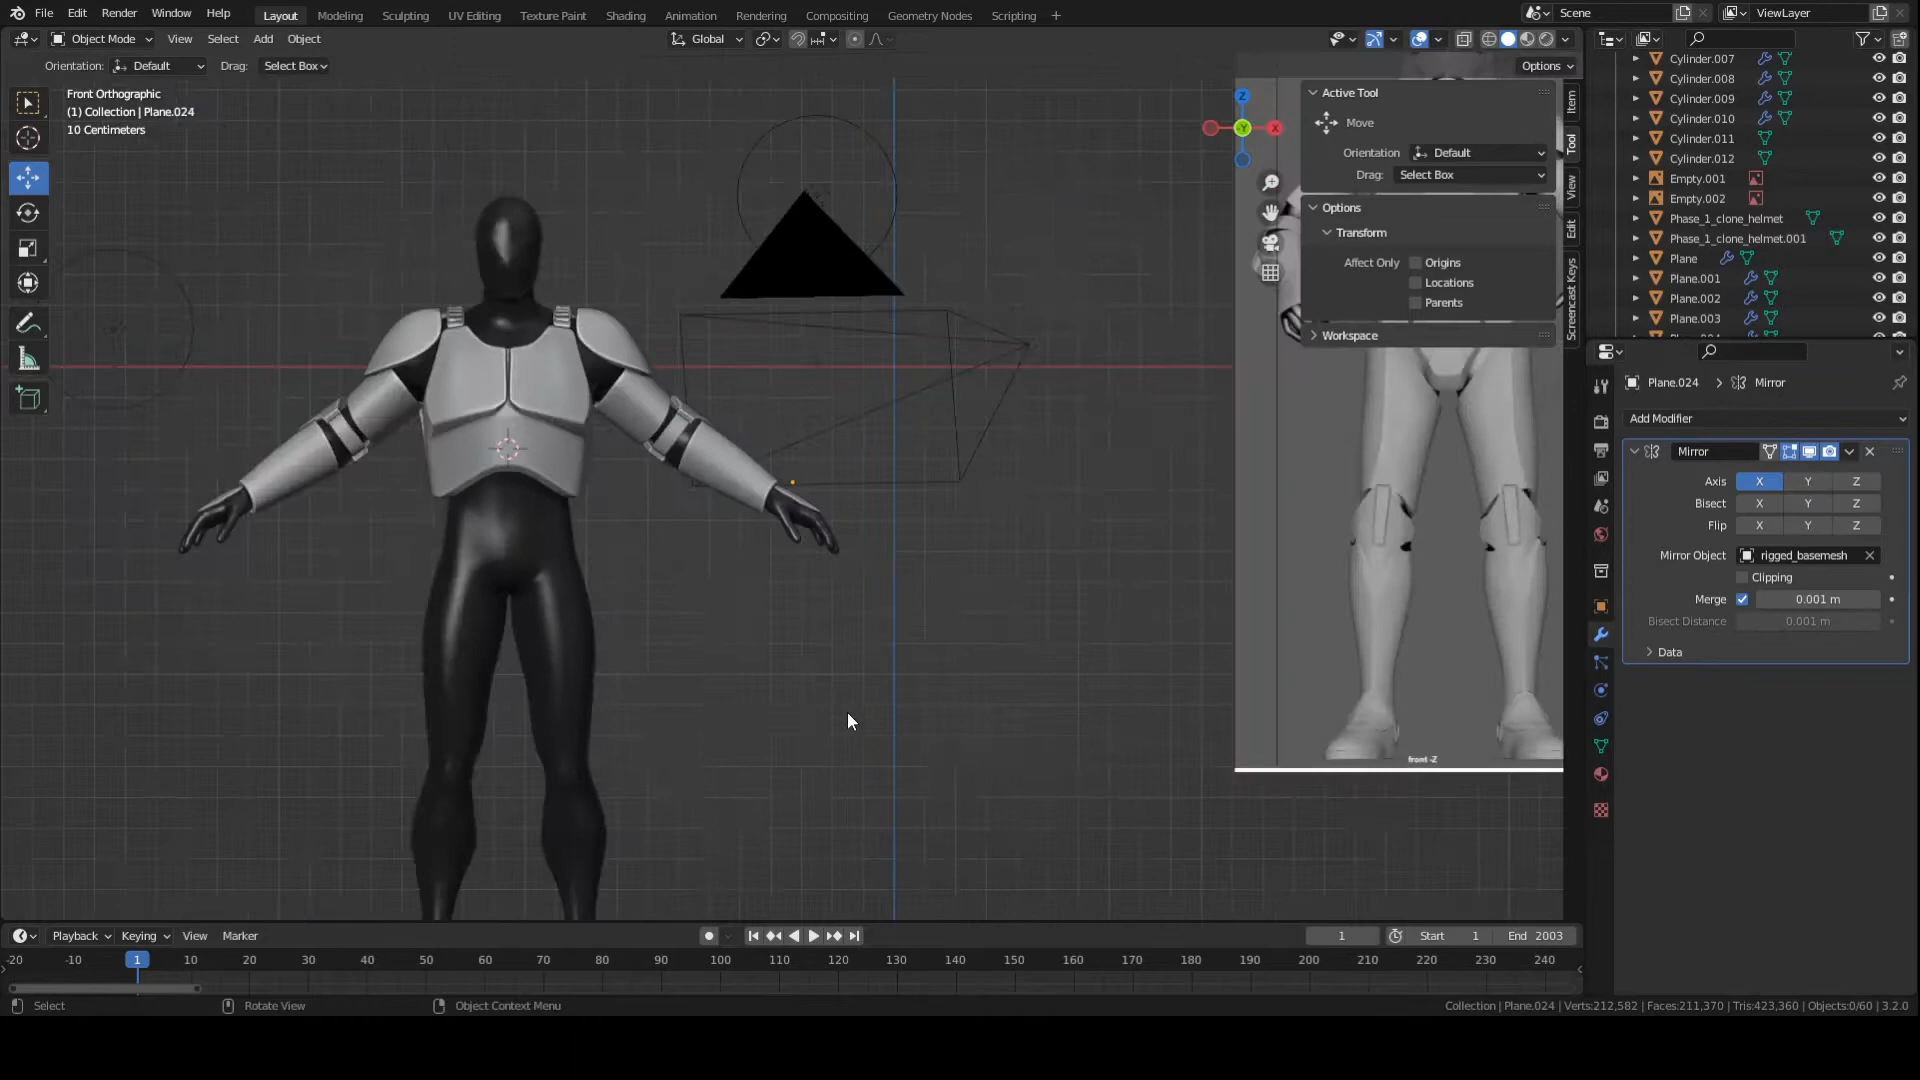 File Edit Render Window Help Layout Modeling Sculpting UV Editing Texture Paint Shading Animation Rendering Compositing Geometry Nodes Scripting + Scene ViewLayer
Object Mode View Select Add Object Global
Orientation: Default Drag: Select Box Options
Front Orthographic
(1) Collection | Plane.024
10 Centimeters
Z
Y
X
Active Tool
Move
Orientation Default
Drag: Select Box
Options
Transform
Affect Only Origins
Locations
Parents
Workspace
Item
Tool
View
Edit
Screencast Keys
front -Z
Cylinder.007
Cylinder.008
Cylinder.009
Cylinder.010
Cylinder.011
Cylinder.012
Empty.001
Empty.002
Phase_1_clone_helmet
Phase_1_clone_helmet.001
Plane
Plane.001
Plane.002
Plane.003
Plane.024 Mirror
Add Modifier
Mirror
Axis X Y Z
Bisect X Y Z
Flip X Y Z
Mirror Object rigged_basemesh
Clipping
Merge 0.001 m
Bisect Distance 0.001 m
Data
Playback Keying View Marker 1 Start 1 End 2003
-20 -10 1 10 20 30 40 50 60 70 80 90 100 110 120 130 140 150 160 170 180 190 200 210 220 230 240
Select Rotate View Object Context Menu Collection | Plane.024 | Verts:212,582 | Faces:211,370 | Tris:423,360 | Objects:0/60 | 3.2.0